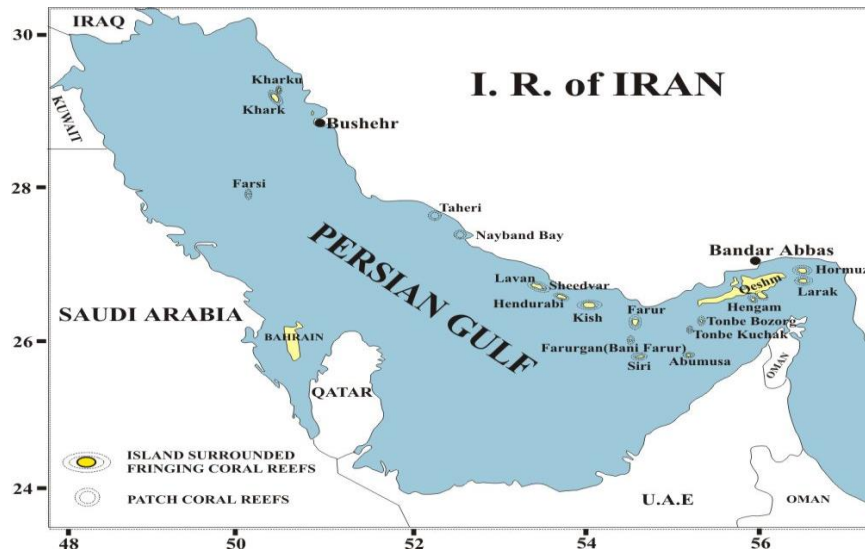 IRAQ
30
KUWAIT
Kharku
Khark
Bushehr
I. R. of IRAN
28
Farsi
Taheri
Nayband Bay
PERSIAN GULF
Bandar Abbas
Hormuz
Qeshm
Larak
Hengam
Lavan
Sheedvar
Hendurabi
Kish
Farur
Tonbe Bozorg
Tonbe Kuchak
Farurgan(Bani Farur)
Siri
Abumusa
SAUDI ARABIA
BAHRAIN
26
QATAR
OMAN
ISLAND SURROUNDED
FRINGING CORAL REEFS
PATCH CORAL REEFS
24
U.A.E
OMAN
48
50
52
54
56